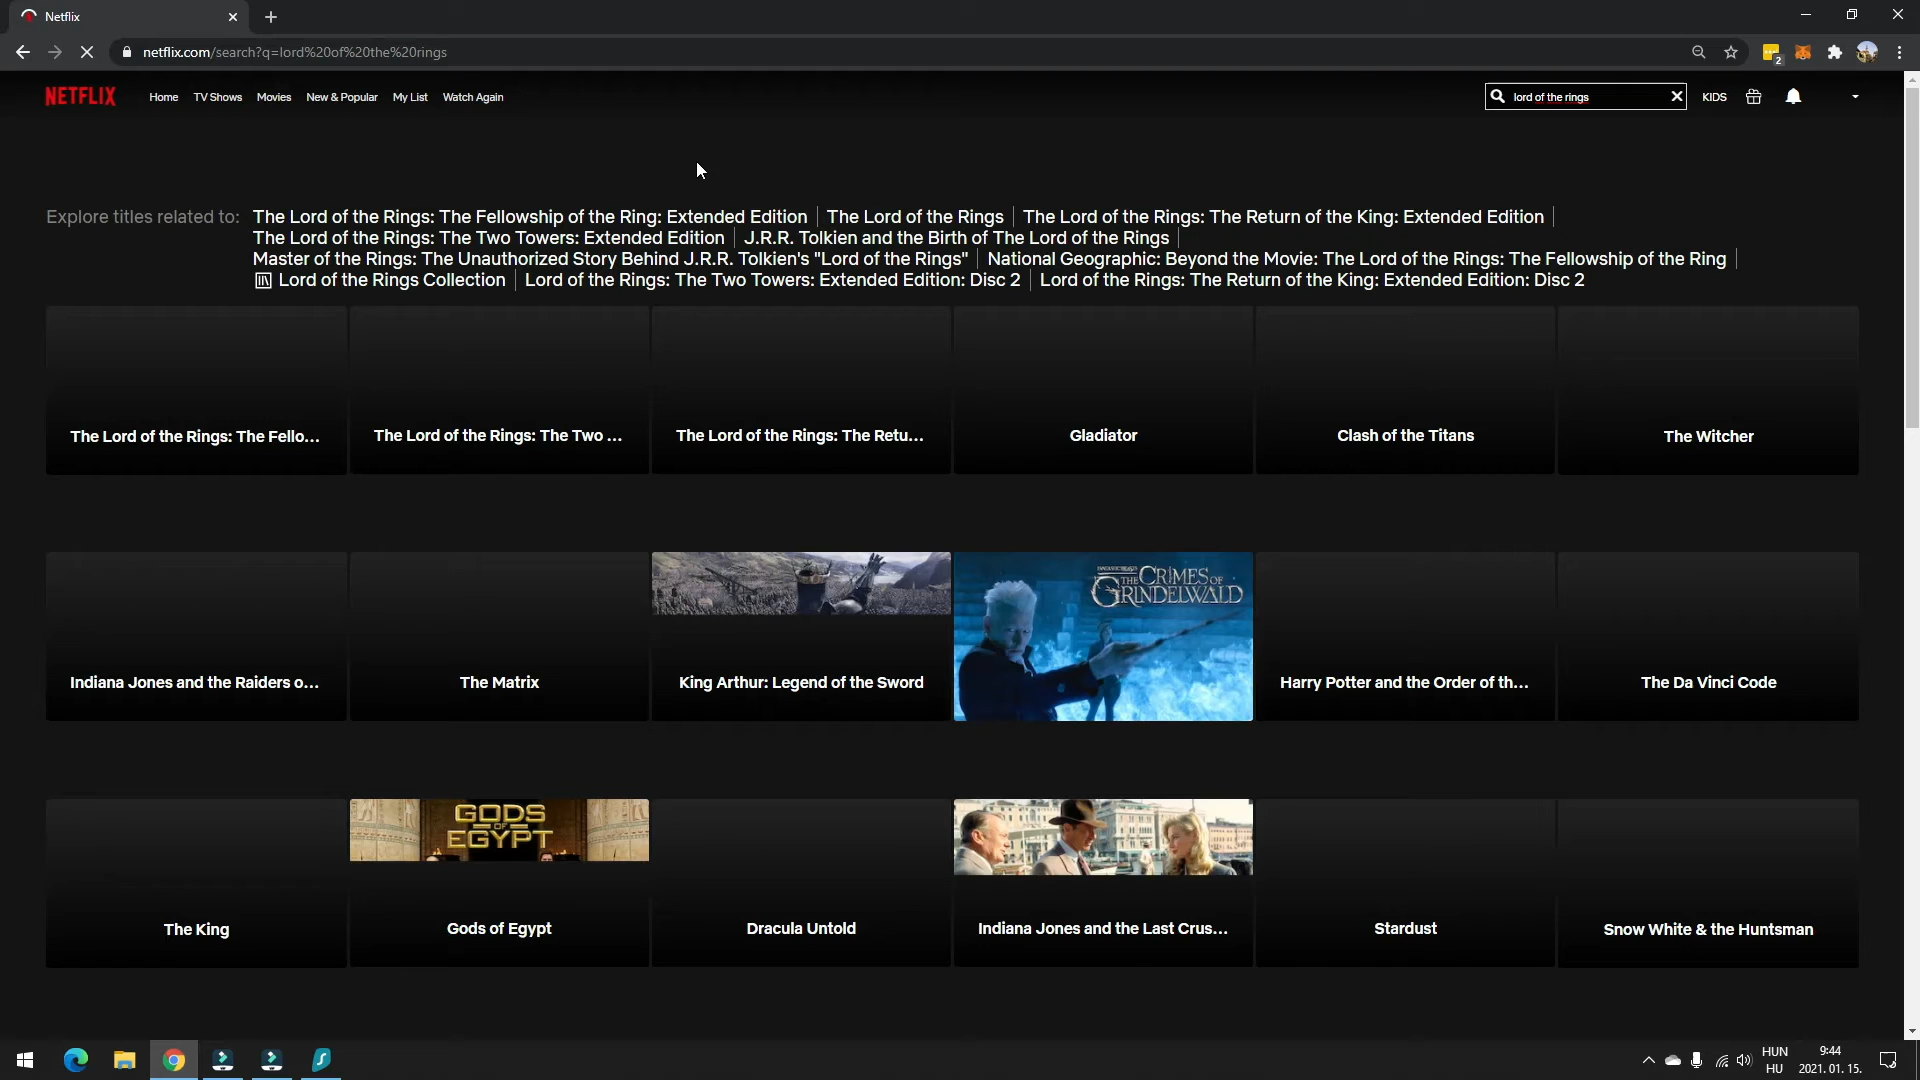 Netflix
netflix.com/search?q=lord%20of%20the%20rings
2
NETFLIX Home TV Shows Movies New & Popular My List Watch Again lord of the rings KIDS
Explore titles related to: The Lord of the Rings: The Fellowship of the Ring: Extended Edition | The Lord of the Rings | The Lord of the Rings: The Return of the King: Extended Edition |
The Lord of the Rings: The Two Towers: Extended Edition | J.R.R. Tolkien and the Birth of The Lord of the Rings |
Master of the Rings: The Unauthorized Story Behind J.R.R. Tolkien's "Lord of the Rings" | National Geographic: Beyond the Movie: The Lord of the Rings: The Fellowship of the Ring |
Lord of the Rings Collection | Lord of the Rings: The Two Towers: Extended Edition: Disc 2 | Lord of the Rings: The Return of the King: Extended Edition: Disc 2
The Lord of the Rings: The Fello...
The Lord of the Rings: The Two ...
The Lord of the Rings: The Retu...
Gladiator
Clash of the Titans
The Witcher
Indiana Jones and the Raiders o...
The Matrix
King Arthur: Legend of the Sword
THE CRIMES OF
GRINDELWALD
Harry Potter and the Order of th...
The Da Vinci Code
The King
GODS
OF
EGYPT
Gods of Egypt
Dracula Untold
Indiana Jones and the Last Crus...
Stardust
Snow White & the Huntsman
HUN
HU
9:44
2021. 01. 15.